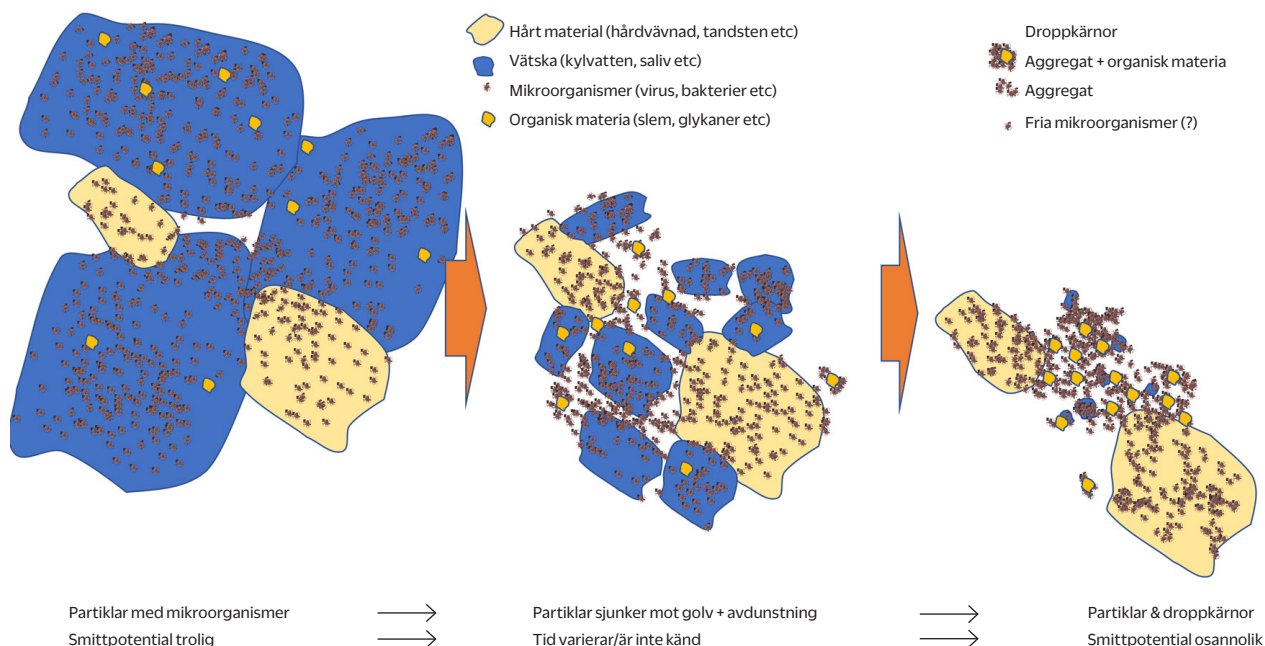 Hårt material (hårdvävnad, tandsten etc)
Vätska (kylvatten, saliv etc)
Mikroorganismer (virus, bakterier etc)
Organisk materia (slem, glykaner etc)
Droppkärnor
Aggregat + organisk materia
Aggregat
Fria mikroorganismer (?)
Partiklar med mikroorganismer
Partiklar sjunker mot golv + avdunstning
Partiklar & droppkärnor
Smittpotential trolig
Tid varierar/är inte känd
Smittpotential osannolik